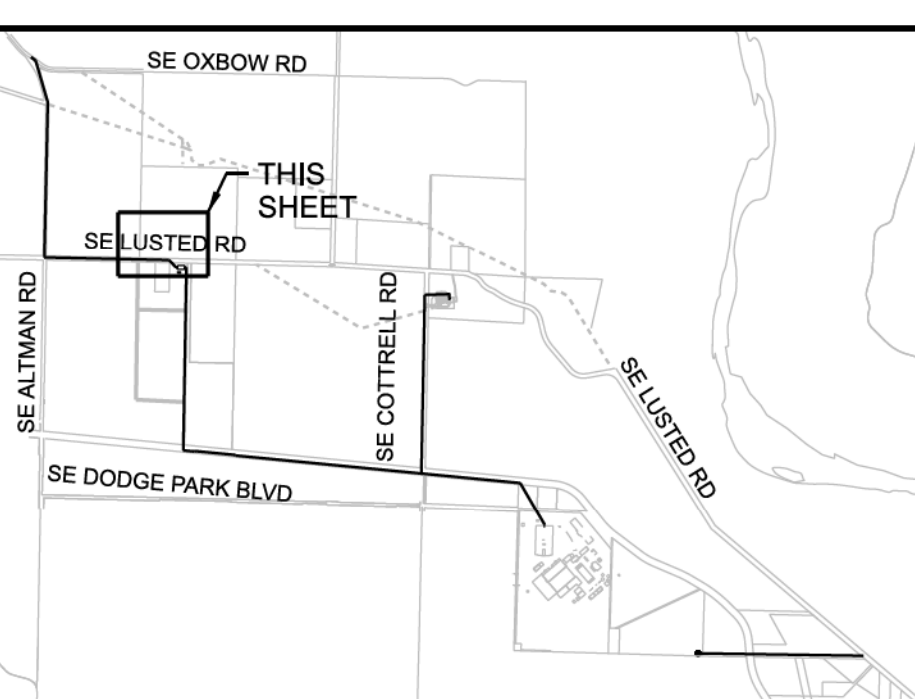 SE OXBOW RD
THIS
SHEET
SE LUSTED RD
SE ALTMAN RD
SE COTTRELL RD
SE LUSTED RD
SE DODGE PARK BLVD